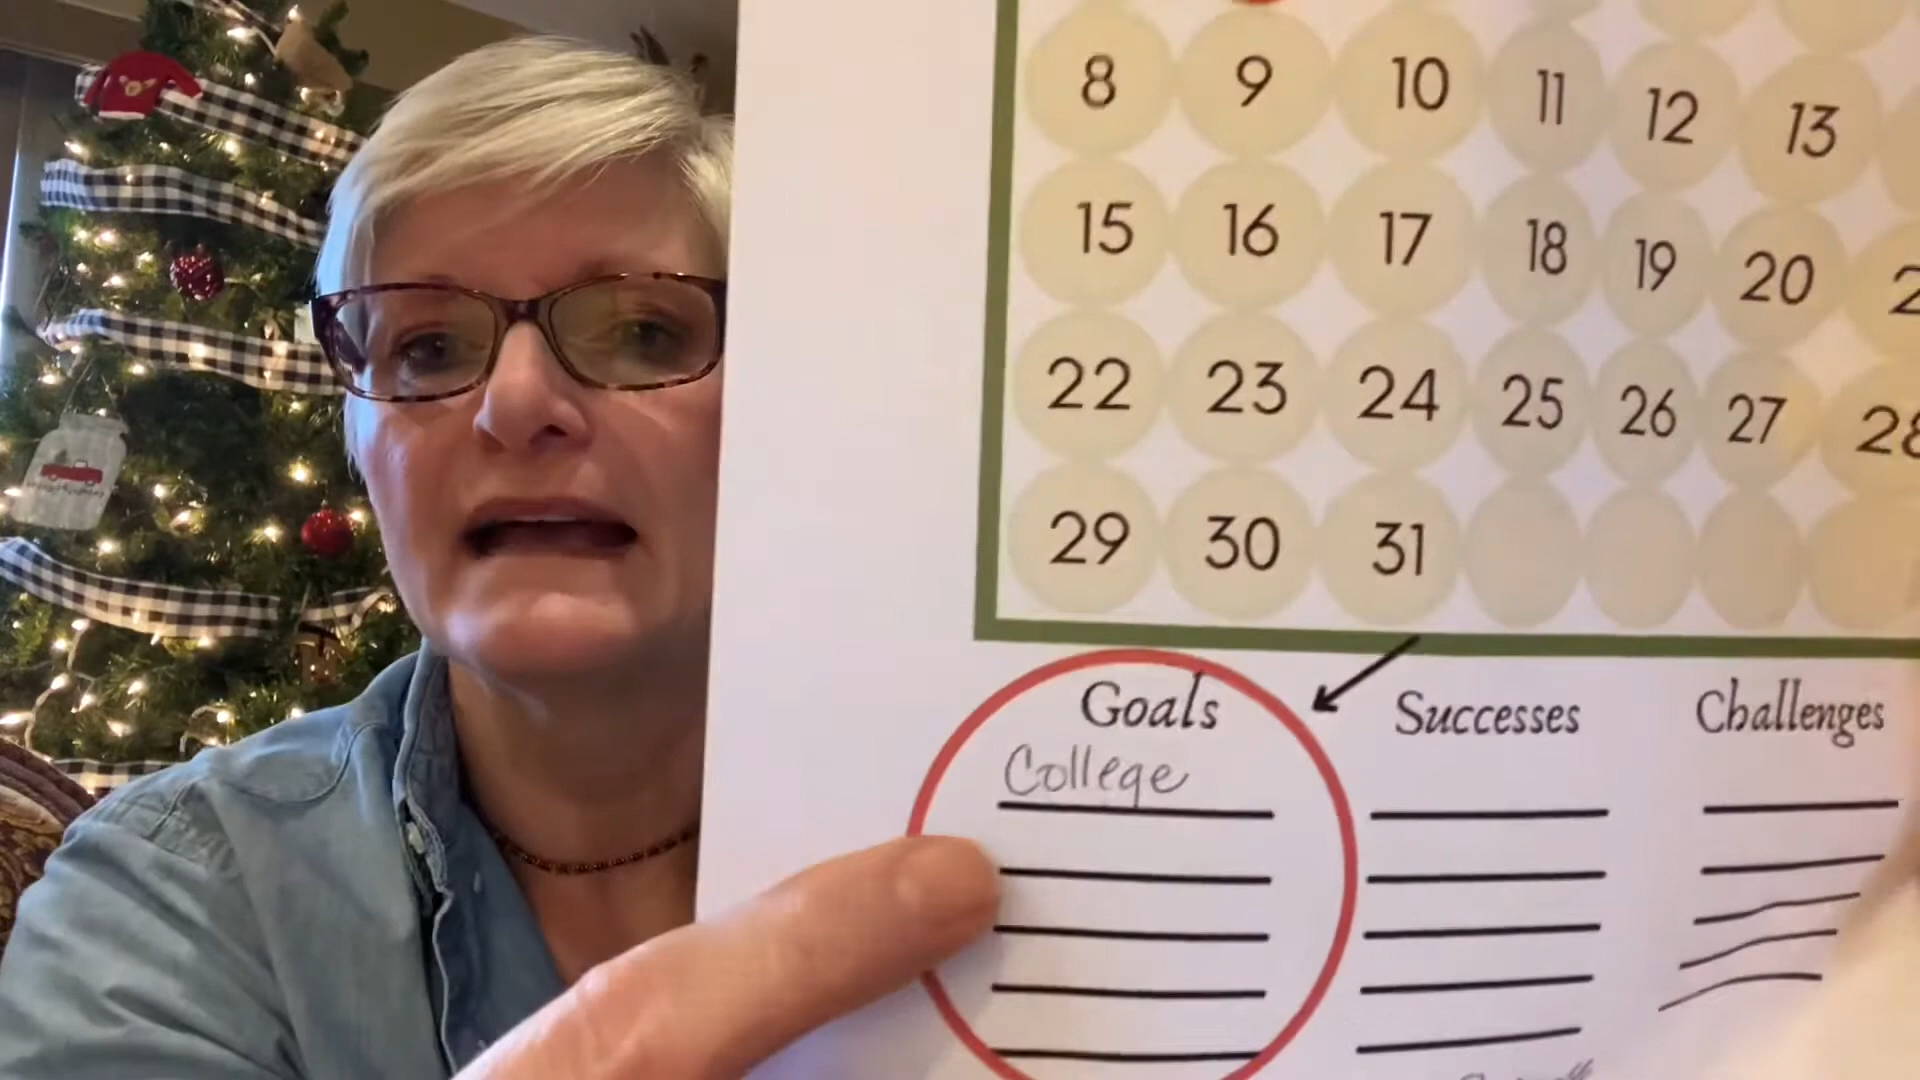 8 9 10 11 12 13
15 16 17 18 19 20
22 23 24 25 26 27 28
29 30 31
Goals Successes Challenges
College